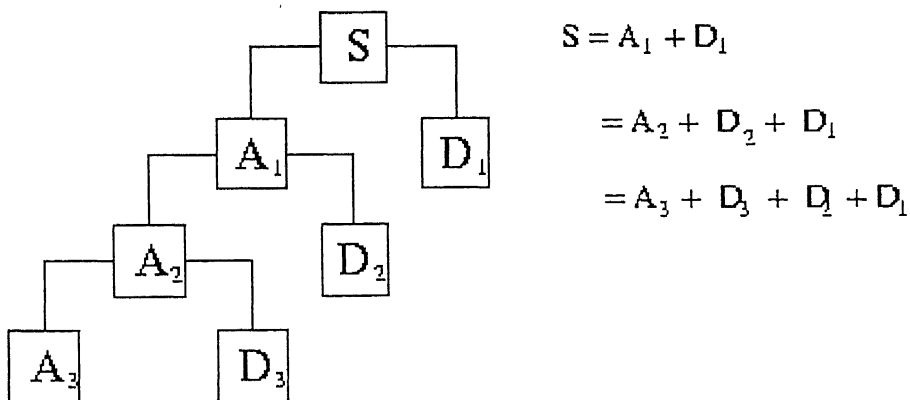 S
S = A₁ + D₁
A₁ D₁
= A₂ + D₂ + D₁
A₂ D₂
= A₃ + D₃ + D₂ + D₁
A₃ D₃